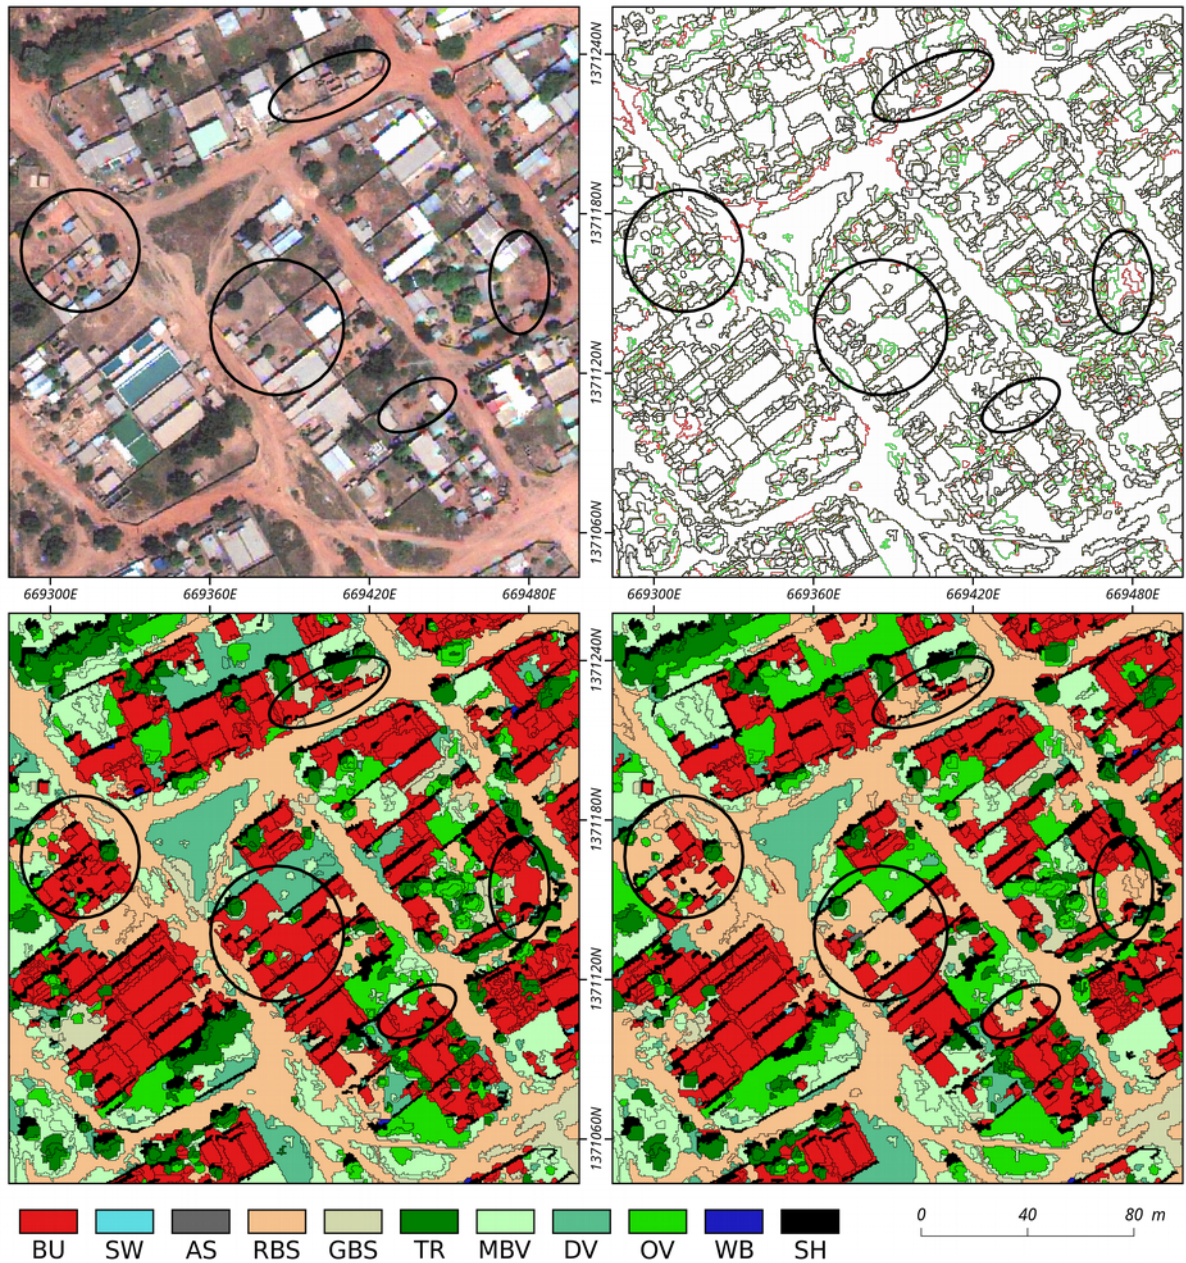 1371240N
1371180N
1371120N
1371060N
669300E 669360E 669420E 669480E
669300E 669360E 669420E 669480E
1371240N
1371180N
1371120N
1371060N
BU SW AS RBS GBS TR MBV DV OV WB SH
0 40 80 m